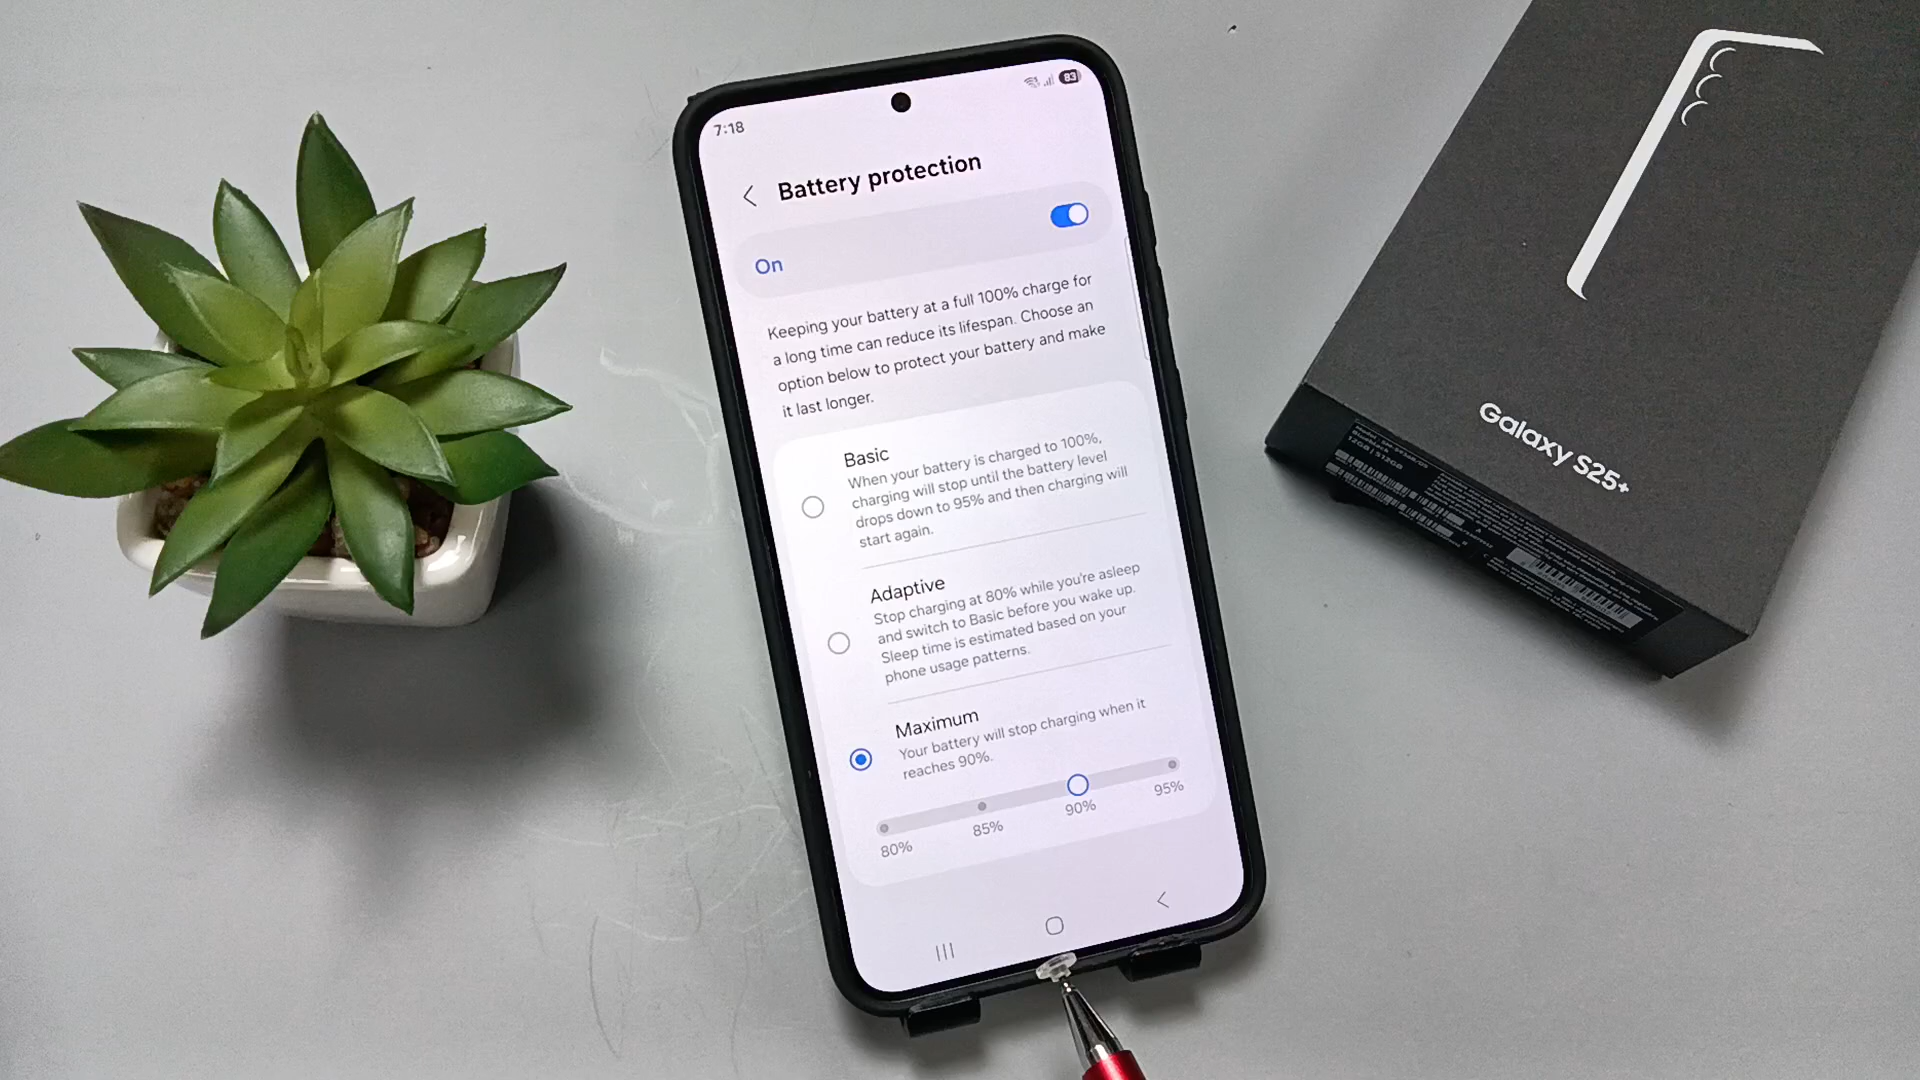 7:18
83
Battery protection
On
Keeping your battery at a full 100% charge for
a long time can reduce its lifespan. Choose an
option below to protect your battery and make
it last longer.
Basic
When your battery is charged to 100%,
charging will stop until the battery level
drops down to 95% and then charging will
start again.
Adaptive
Stop charging at 80% while you're asleep
and switch to Basic before you wake up.
Sleep time is estimated based on your
phone usage patterns.
Maximum
Your battery will stop charging when it
reaches 90%.
80%
85%
90%
95%
Galaxy S25+
12GB | 512GB